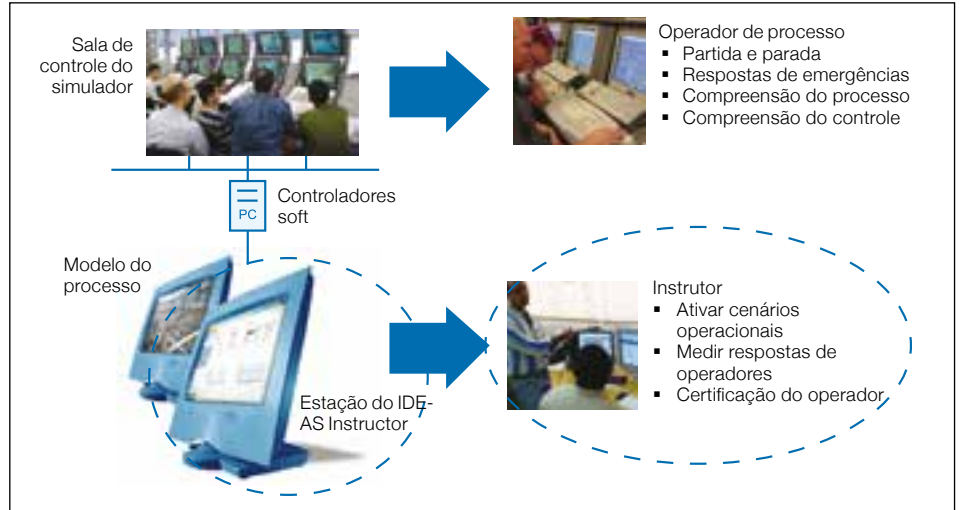 Sala de
controle do
simulador
Operador de processo
▪ Partida e parada
▪ Respostas de emergências
▪ Compreensão do processo
▪ Compreensão do controle
PC
Controladores
soft
Modelo do
processo
Estação do IDE-
AS Instructor
Instrutor
▪ Ativar cenários
operacionais
▪ Medir respostas de
operadores
▪ Certificação do operador